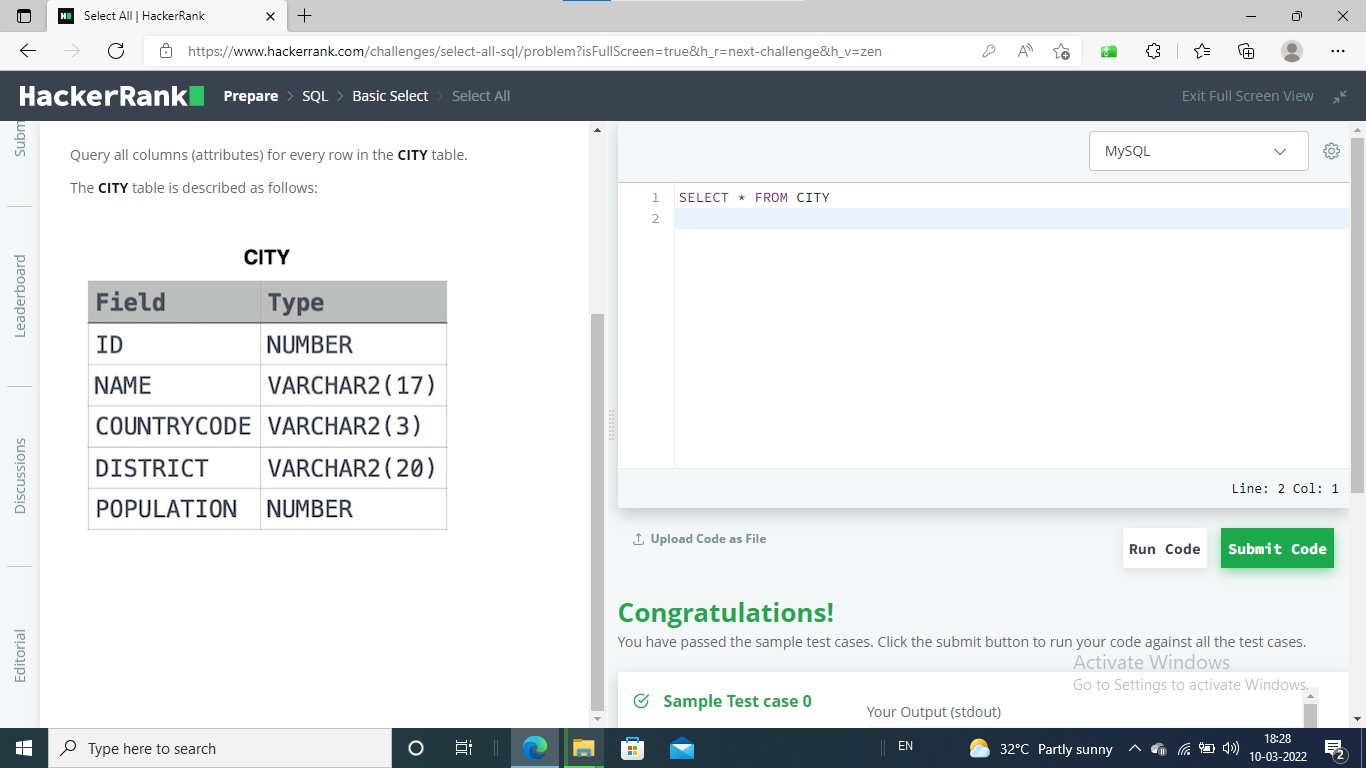 Select All | HackerRank
https://www.hackerrank.com/challenges/select-all-sql/problem?isFullScreen=true&h_r=next-challenge&h_v=zen
HackerRank Prepare > SQL > Basic Select > Select All Exit Full Screen View
Subm
Leaderboard
Discussions
Editorial
Query all columns (attributes) for every row in the CITY table.
The CITY table is described as follows:
CITY
Field Type
ID NUMBER
NAME VARCHAR2(17)
COUNTRYCODE VARCHAR2(3)
DISTRICT VARCHAR2(20)
POPULATION NUMBER
MySQL
1 SELECT * FROM CITY
2
Line: 2 Col: 1
Upload Code as File
Run Code
Submit Code
Congratulations!
You have passed the sample test cases. Click the submit button to run your code against all the test cases.
Activate Windows
Go to Settings to activate Windows.
Sample Test case 0
Your Output (stdout)
Type here to search
EN
32°C Partly sunny
18:28
10-03-2022
2